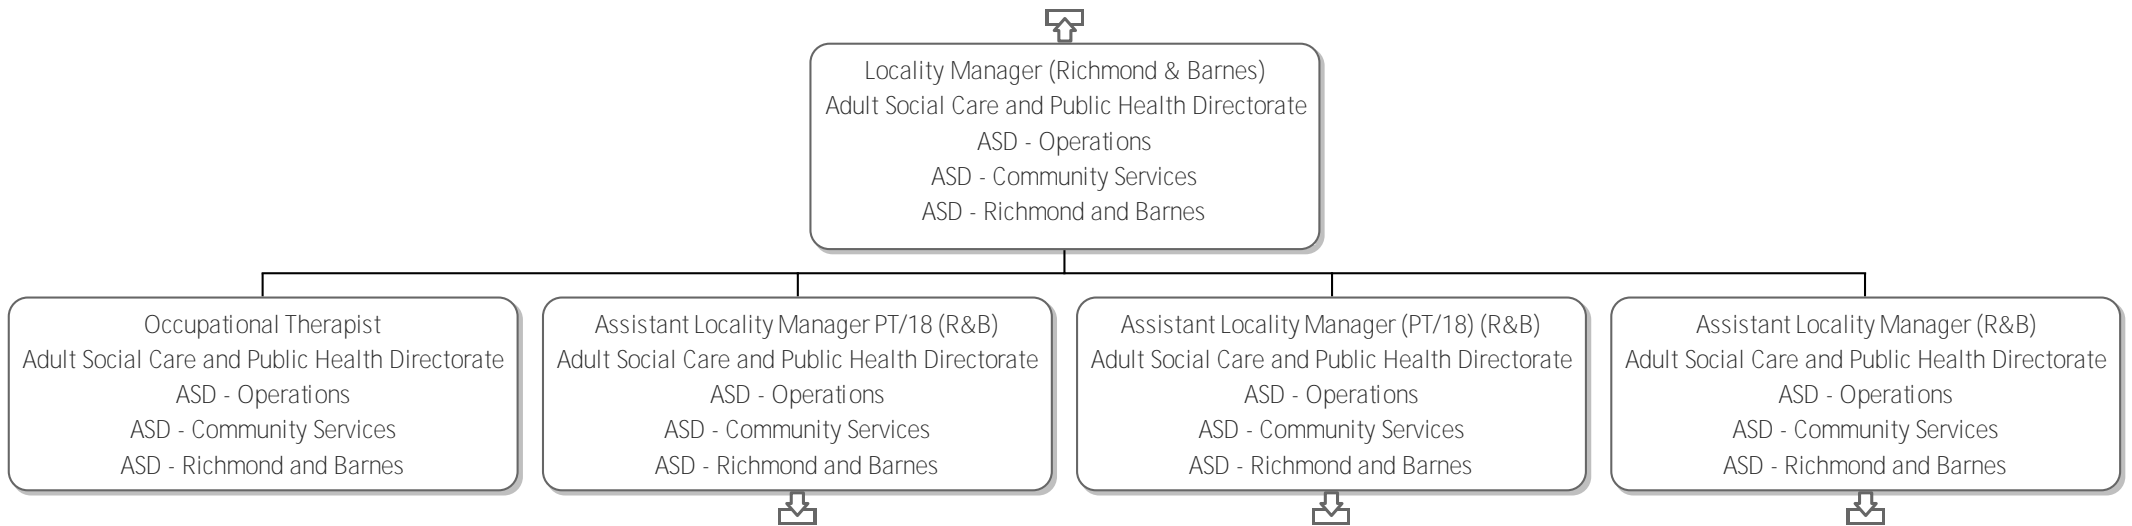 Locality Manager (Richmond & Barnes)
Adult Social Care and Public Health Directorate
ASD - Operations
ASD - Community Services
ASD - Richmond and Barnes
Occupational Therapist
Adult Social Care and Public Health Directorate
ASD - Operations
ASD - Community Services
ASD - Richmond and Barnes
Assistant Locality Manager PT/18 (R&B)
Adult Social Care and Public Health Directorate
ASD - Operations
ASD - Community Services
ASD - Richmond and Barnes
Assistant Locality Manager (PT/18) (R&B)
Adult Social Care and Public Health Directorate
ASD - Operations
ASD - Community Services
ASD - Richmond and Barnes
Assistant Locality Manager (R&B)
Adult Social Care and Public Health Directorate
ASD - Operations
ASD - Community Services
ASD - Richmond and Barnes